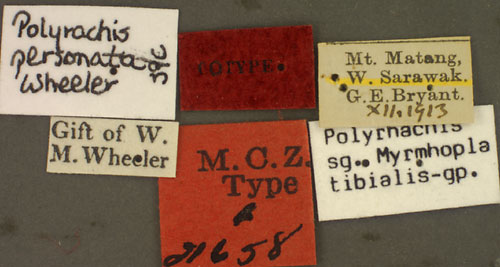 Polyrachis
personata
Wheeler
COTYPE.
Mt. Matang,
W. Sarawak.
G.E.Bryant.
XII.1913
Gift of W.
M. Wheeler
M.C.Z.
Type
21658
Polyrhachis
sg. Myrmhopla
tibialis-gp.